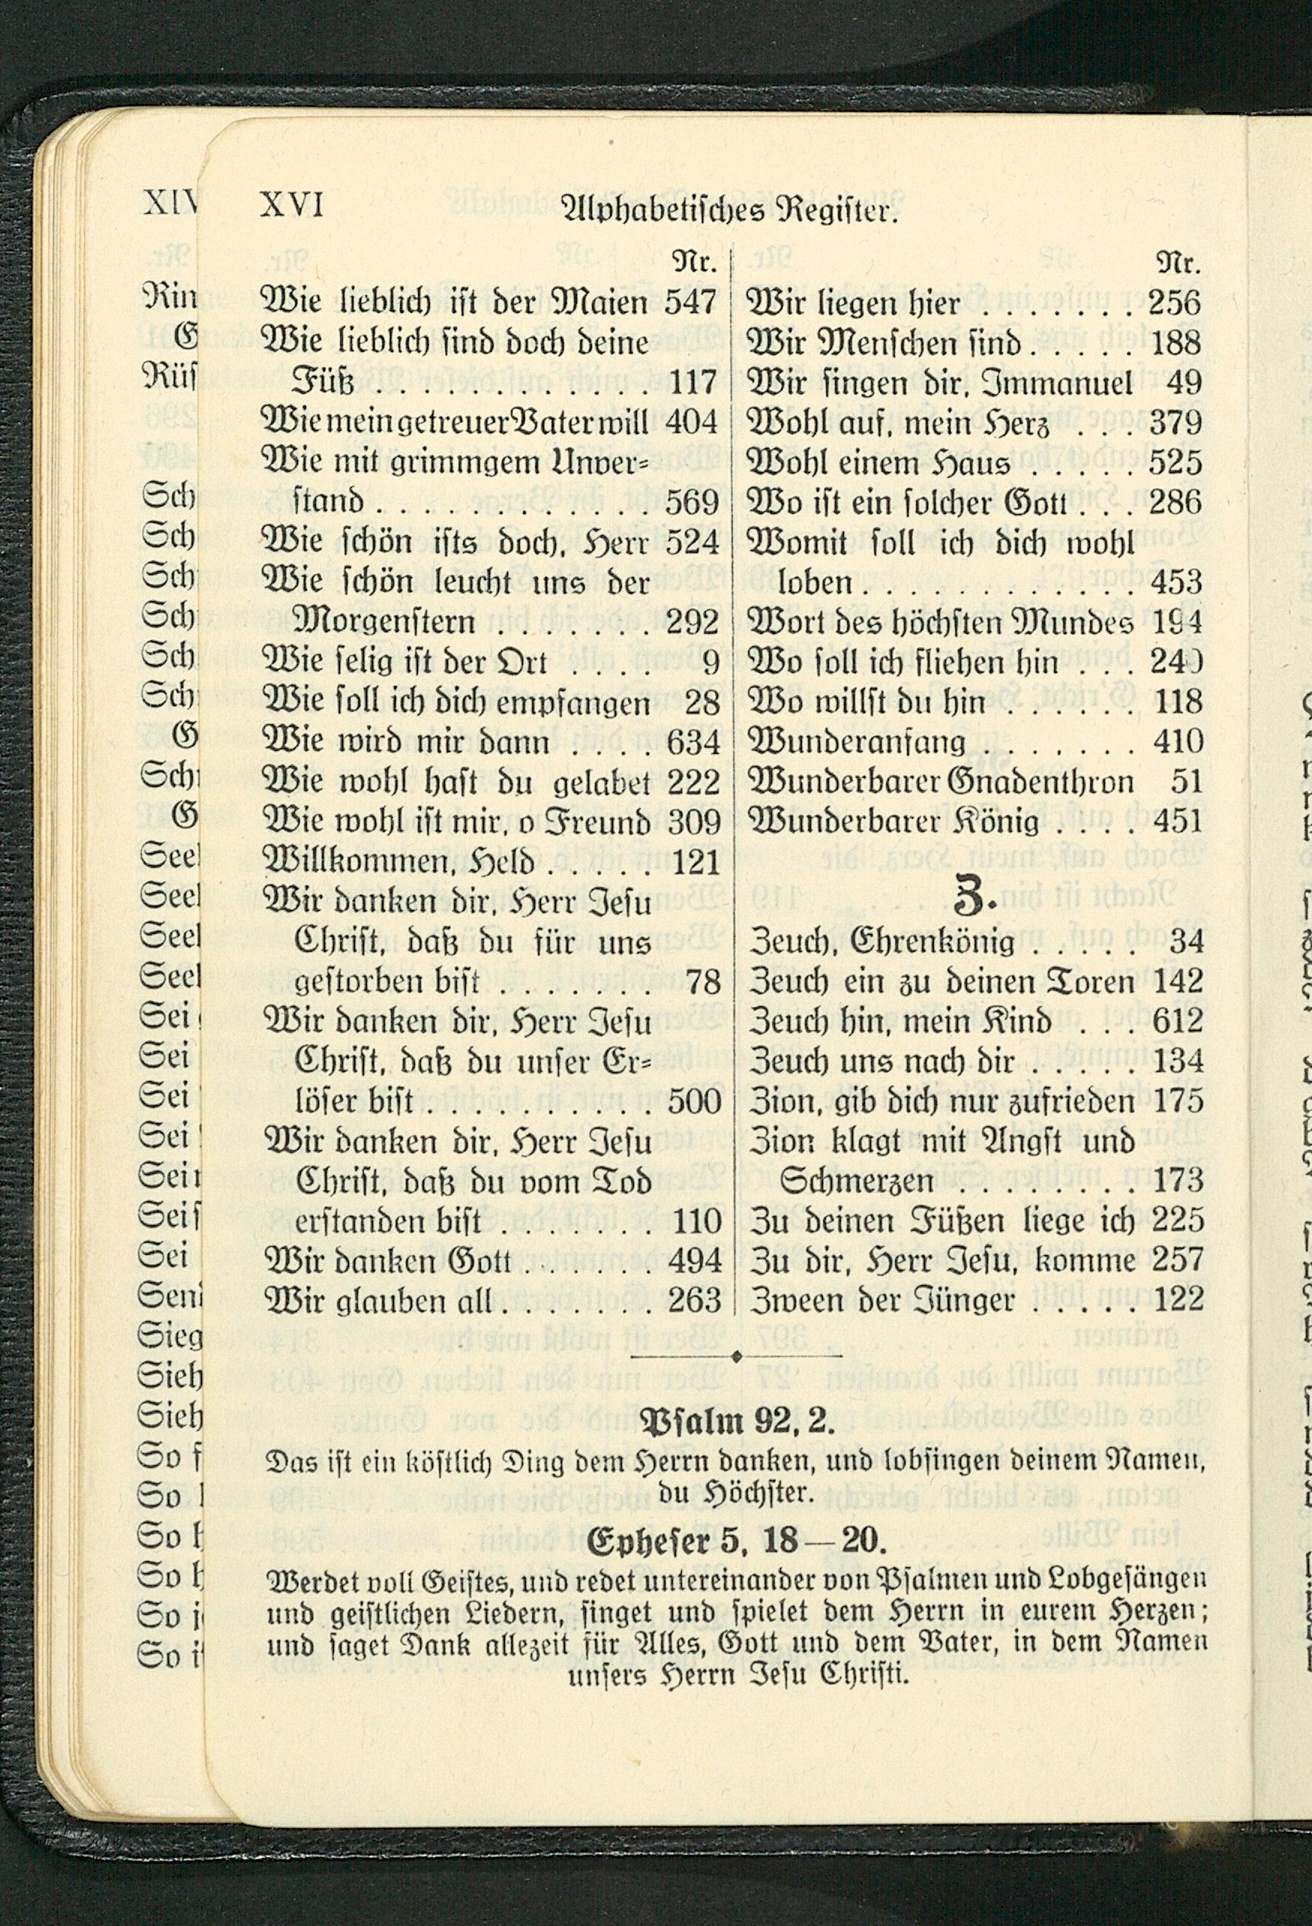 XVI Alphabetisches Register.
Nr.
Wie lieblich ist der Maien 547
Wie lieblich sind doch deine
Füß . . . . . . . . . . . . 117
Wie mein getreuer Vater will 404
Wie mit grimmgem Unver-
stand . . . . . . . . . . . . 569
Wie schön ists doch, Herr 524
Wie schön leucht uns der
Morgenstern . . . . . . . 292
Wie selig ist der Ort . . . . 9
Wie soll ich dich empfangen 28
Wie wird mir dann . . . . 634
Wie wohl hast du gelabet 222
Wie wohl ist mir, o Freund 309
Willkommen, Held . . . . . 121
Wir danken dir, Herr Jesu
Christ, daß du für uns
gestorben bist . . . . . . . 78
Wir danken dir, Herr Jesu
Christ, daß du unser Er-
löser bist . . . . . . . . . . 500
Wir danken dir, Herr Jesu
Christ, daß du vom Tod
erstanden bist . . . . . . . 110
Wir danken Gott . . . . . . 494
Wir glauben all . . . . . . . 263
Nr.
Wir liegen hier . . . . . . . 256
Wir Menschen sind . . . . . 188
Wir singen dir, Immanuel 49
Wohl auf, mein Herz . . . 379
Wohl einem Haus . . . . . 525
Wo ist ein solcher Gott . . . 286
Womit soll ich dich wohl
loben . . . . . . . . . . . . 453
Wort des höchsten Mundes 194
Wo soll ich fliehen hin . . . 240
Wo willst du hin . . . . . . 118
Wunderanfang . . . . . . . 410
Wunderbarer Gnadenthron 51
Wunderbarer König . . . . 451
Z.
Zeuch, Ehrenkönig . . . . . 34
Zeuch ein zu deinen Toren 142
Zeuch hin, mein Kind . . . 612
Zeuch uns nach dir . . . . . 134
Zion, gib dich nur zufrieden 175
Zion klagt mit Angst und
Schmerzen . . . . . . . . . 173
Zu deinen Füßen liege ich 225
Zu dir, Herr Jesu, komme 257
Zween der Jünger . . . . . 122
Psalm 92, 2.
Das ist ein köstlich Ding dem Herrn danken, und lobsingen deinem Namen,
du Höchster.
Epheser 5, 18—20.
Werdet voll Geistes, und redet untereinander von Psalmen und Lobgesängen
und geistlichen Liedern, singet und spielet dem Herrn in eurem Herzen;
und saget Dank allezeit für Alles, Gott und dem Vater, in dem Namen
unsers Herrn Jesu Christi.